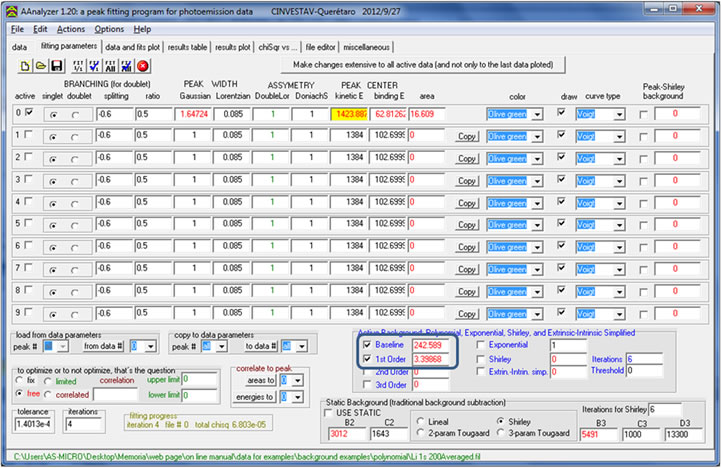 AAnalyzer 1.20: a peak fitting program for photoemission data CINVESTAV-Querétaro 2012/9/27
File Edit Actions Options Help
data fitting parameters data and fits plot results table results plot chiSqr vs ... file editor miscellaneous
Make changes extensive to all active data (and not only to the last data ploted)
BRANCHING (for doublet) PEAK WIDTH ASSYMETRY PEAK CENTER Peak-Shirley
active singlet doublet splitting ratio Gaussian Lorentzian DoubleLor DoniachS kinetic E binding E area color draw curve type background
0 -0.6 0.5 1.64724 0.085 1 1 1423.887 62.81262 16.609 Olive green Voigt 0
1 -0.6 0.5 1 0.085 1 1 1384 102.6995 0 Copy Olive green Voigt 0
2 -0.6 0.5 1 0.085 1 1 1384 102.6995 0 Copy Olive green Voigt 0
3 -0.6 0.5 1 0.085 1 1 1384 102.6995 0 Copy Olive green Voigt 0
4 -0.6 0.5 1 0.085 1 1 1384 102.6995 0 Copy Olive green Voigt 0
5 -0.6 0.5 1 0.085 1 1 1384 102.6995 0 Copy Olive green Voigt 0
6 -0.6 0.5 1 0.085 1 1 1384 102.6995 0 Copy Olive green Voigt 0
7 -0.6 0.5 1 0.085 1 1 1384 102.6995 0 Copy Olive green Voigt 0
8 -0.6 0.5 1 0.085 1 1 1384 102.6995 0 Copy Olive green Voigt 0
9 -0.6 0.5 1 0.085 1 1 1384 102.6995 0 Copy Olive green Voigt 0
load from data parameters
peak # from data # 0
copy to data parameters
peak # all to data # all
Active Background: Polynomial, Exponential, Shirley, and Extrinsic-Intrinsic Simplified
Baseline 242.589 Exponential 1
1st Order 3.39868 Shirley 0 Iterations 6
2nd Order 0 Extrin.-Intrin. simp. 0 Threshold 0
3rd Order 0
to optimize or to not optimize, that's the question
fix limited correlation upper limit 0
free correlated lower limit 0
correlate to peak
areas to 0
energies to 0
tolerance iterations
1.4013e-4 4
fitting progress
iteration 4 file # 0 total chisq 6.803e-05
Static Background (traditional background subtraction) Iterations for Shirley 6
USE STATIC
B2 C2 Lineal Shirley B3 C3 D3
3012 1643 2-param Tougaard 3-param Tougaard 5491 1000 13300
C:\Users\AS-MICRO\Desktop\Memoria\web page\on line manual\data for examples\background examples\polynomial\Li 1s 200Averaged.fil